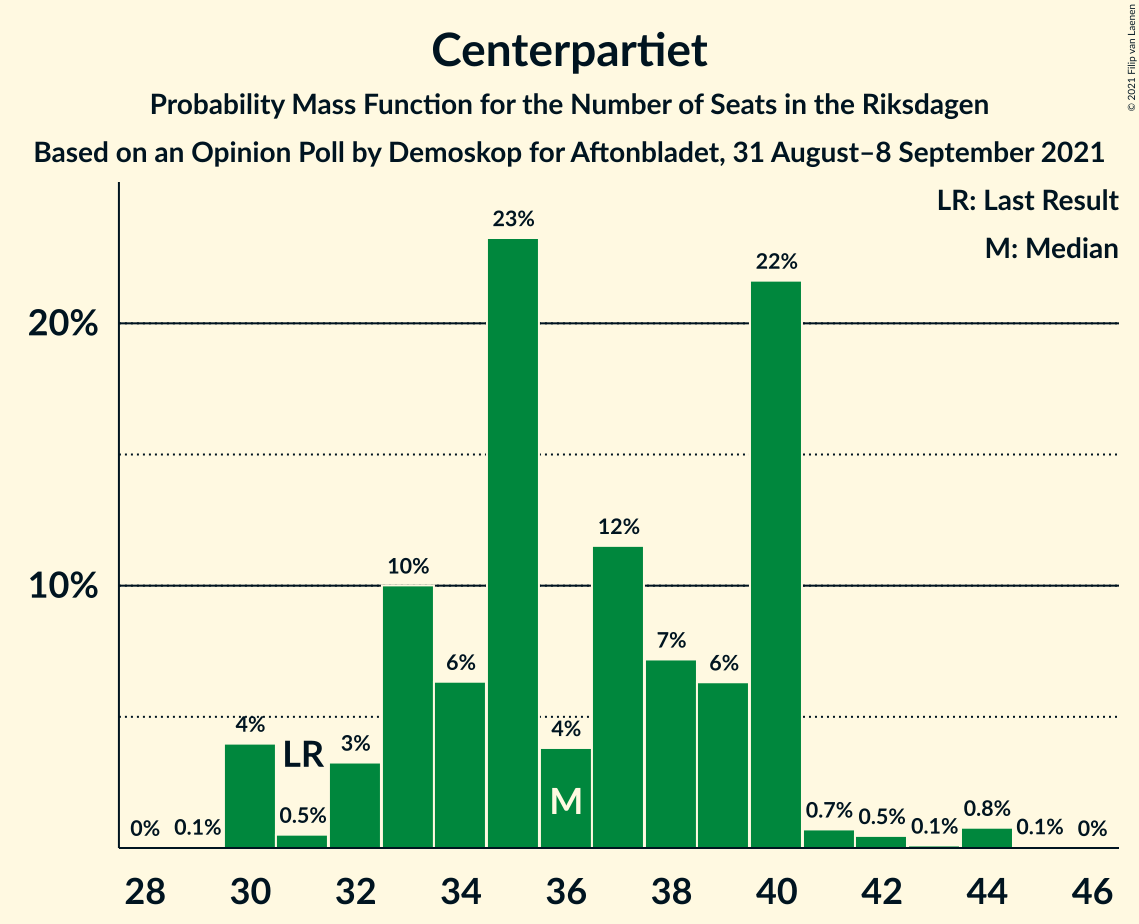 Centerpartiet
Probability Mass Function for the Number of Seats in the Riksdagen
Based on an Opinion Poll by Demoskop for Aftonbladet, 31 August–8 September 2021
© 2021 Filip van Laenen
LR: Last Result
M: Median
20%
10%
0%
0.1%
4%
0.5%
LR
3%
10%
6%
23%
4%
M
12%
7%
6%
22%
0.7%
0.5%
0.1%
0.8%
0.1%
0%
28 30 32 34 36 38 40 42 44 46